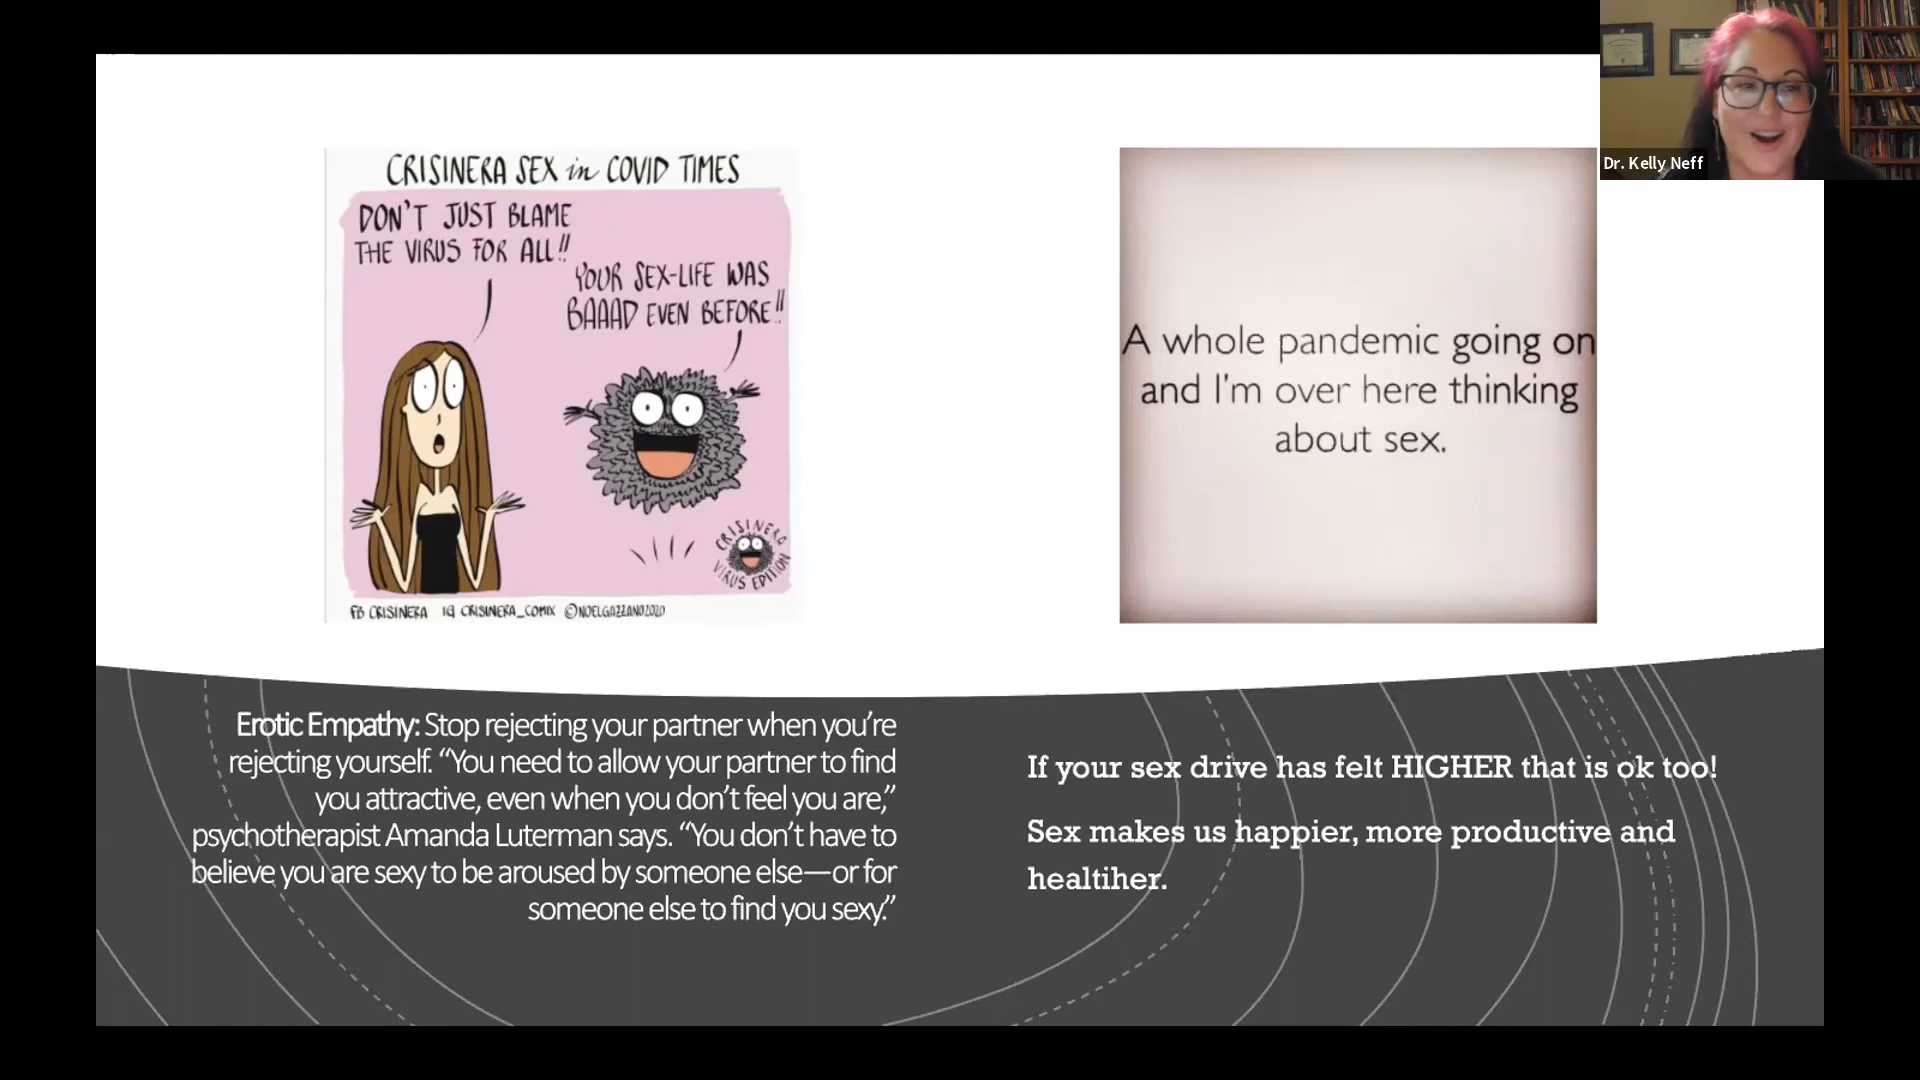 Dr. Kelly Neff
CRISINERA SEX in COVID TIMES
DON'T JUST BLAME
THE VIRUS FOR ALL!!
YOUR SEX-LIFE WAS
BAAAD EVEN BEFORE!!
CRISINERA
VIRUS EDITION
FB CRISINERA IG CRISINERA_COMIX ©NOELGAZZANO2020
A whole pandemic going on
and I'm over here thinking
about sex.
Erotic Empathy: Stop rejecting your partner when you’re
rejecting yourself. “You need to allow your partner to find
you attractive, even when you don’t feel you are,”
psychotherapist Amanda Luterman says. “You don’t have to
believe you are sexy to be aroused by someone else—or for
someone else to find you sexy.”
If your sex drive has felt HIGHER that is ok too!
Sex makes us happier, more productive and
healtiher.